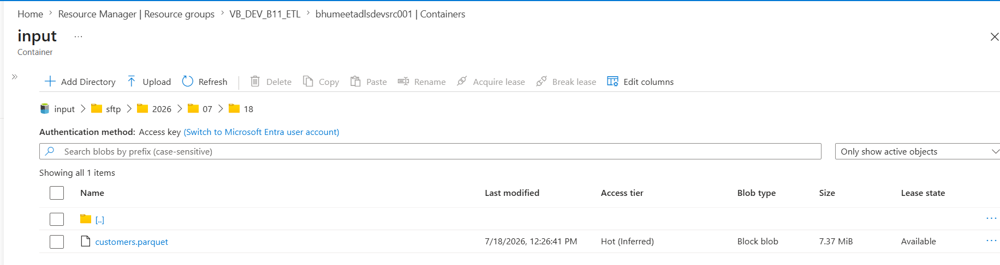 Home > Resource Manager | Resource groups > VB_DEV_B11_ETL > bhumeetadlsdevsrc001 | Containers
input ...
Container
Add Directory Upload Refresh Delete Copy Paste Rename Acquire lease Break lease Edit columns
input > sftp > 2026 > 07 > 18
Authentication method: Access key (Switch to Microsoft Entra user account)
Search blobs by prefix (case-sensitive) Only show active objects
Showing all 1 items
Name Last modified Access tier Blob type Size Lease state
[..] ...
customers.parquet 7/18/2026, 12:26:41 PM Hot (Inferred) Block blob 7.37 MiB Available ...